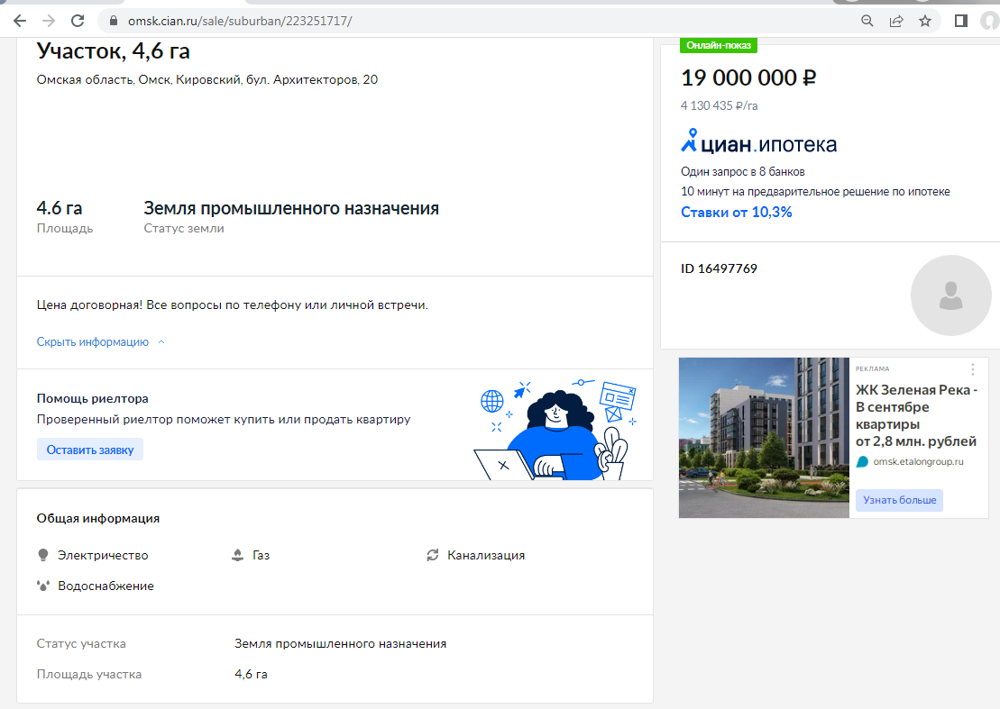 omsk.cian.ru/sale/suburban/223251717/
Участок, 4,6 га
Омская область, Омск, Кировский, бул. Архитекторов, 20
4.6 га
Площадь
Земля промышленного назначения
Статус земли
Цена договорная! Все вопросы по телефону или личной встречи.
Скрыть информацию
Помощь риелтора
Проверенный риелтор поможет купить или продать квартиру
Оставить заявку
Общая информация
Электричество
Газ
Канализация
Водоснабжение
Статус участка
Земля промышленного назначения
Площадь участка
4,6 га
Онлайн-показ
19 000 000 ₽
4 130 435 ₽/га
циан.ипотека
Один запрос в 8 банков
10 минут на предварительное решение по ипотеке
Ставки от 10,3%
ID 16497769
РЕКЛАМА
ЖК Зеленая Река -
В сентябре
квартиры
от 2,8 млн. рублей
omsk.etalongroup.ru
Узнать больше